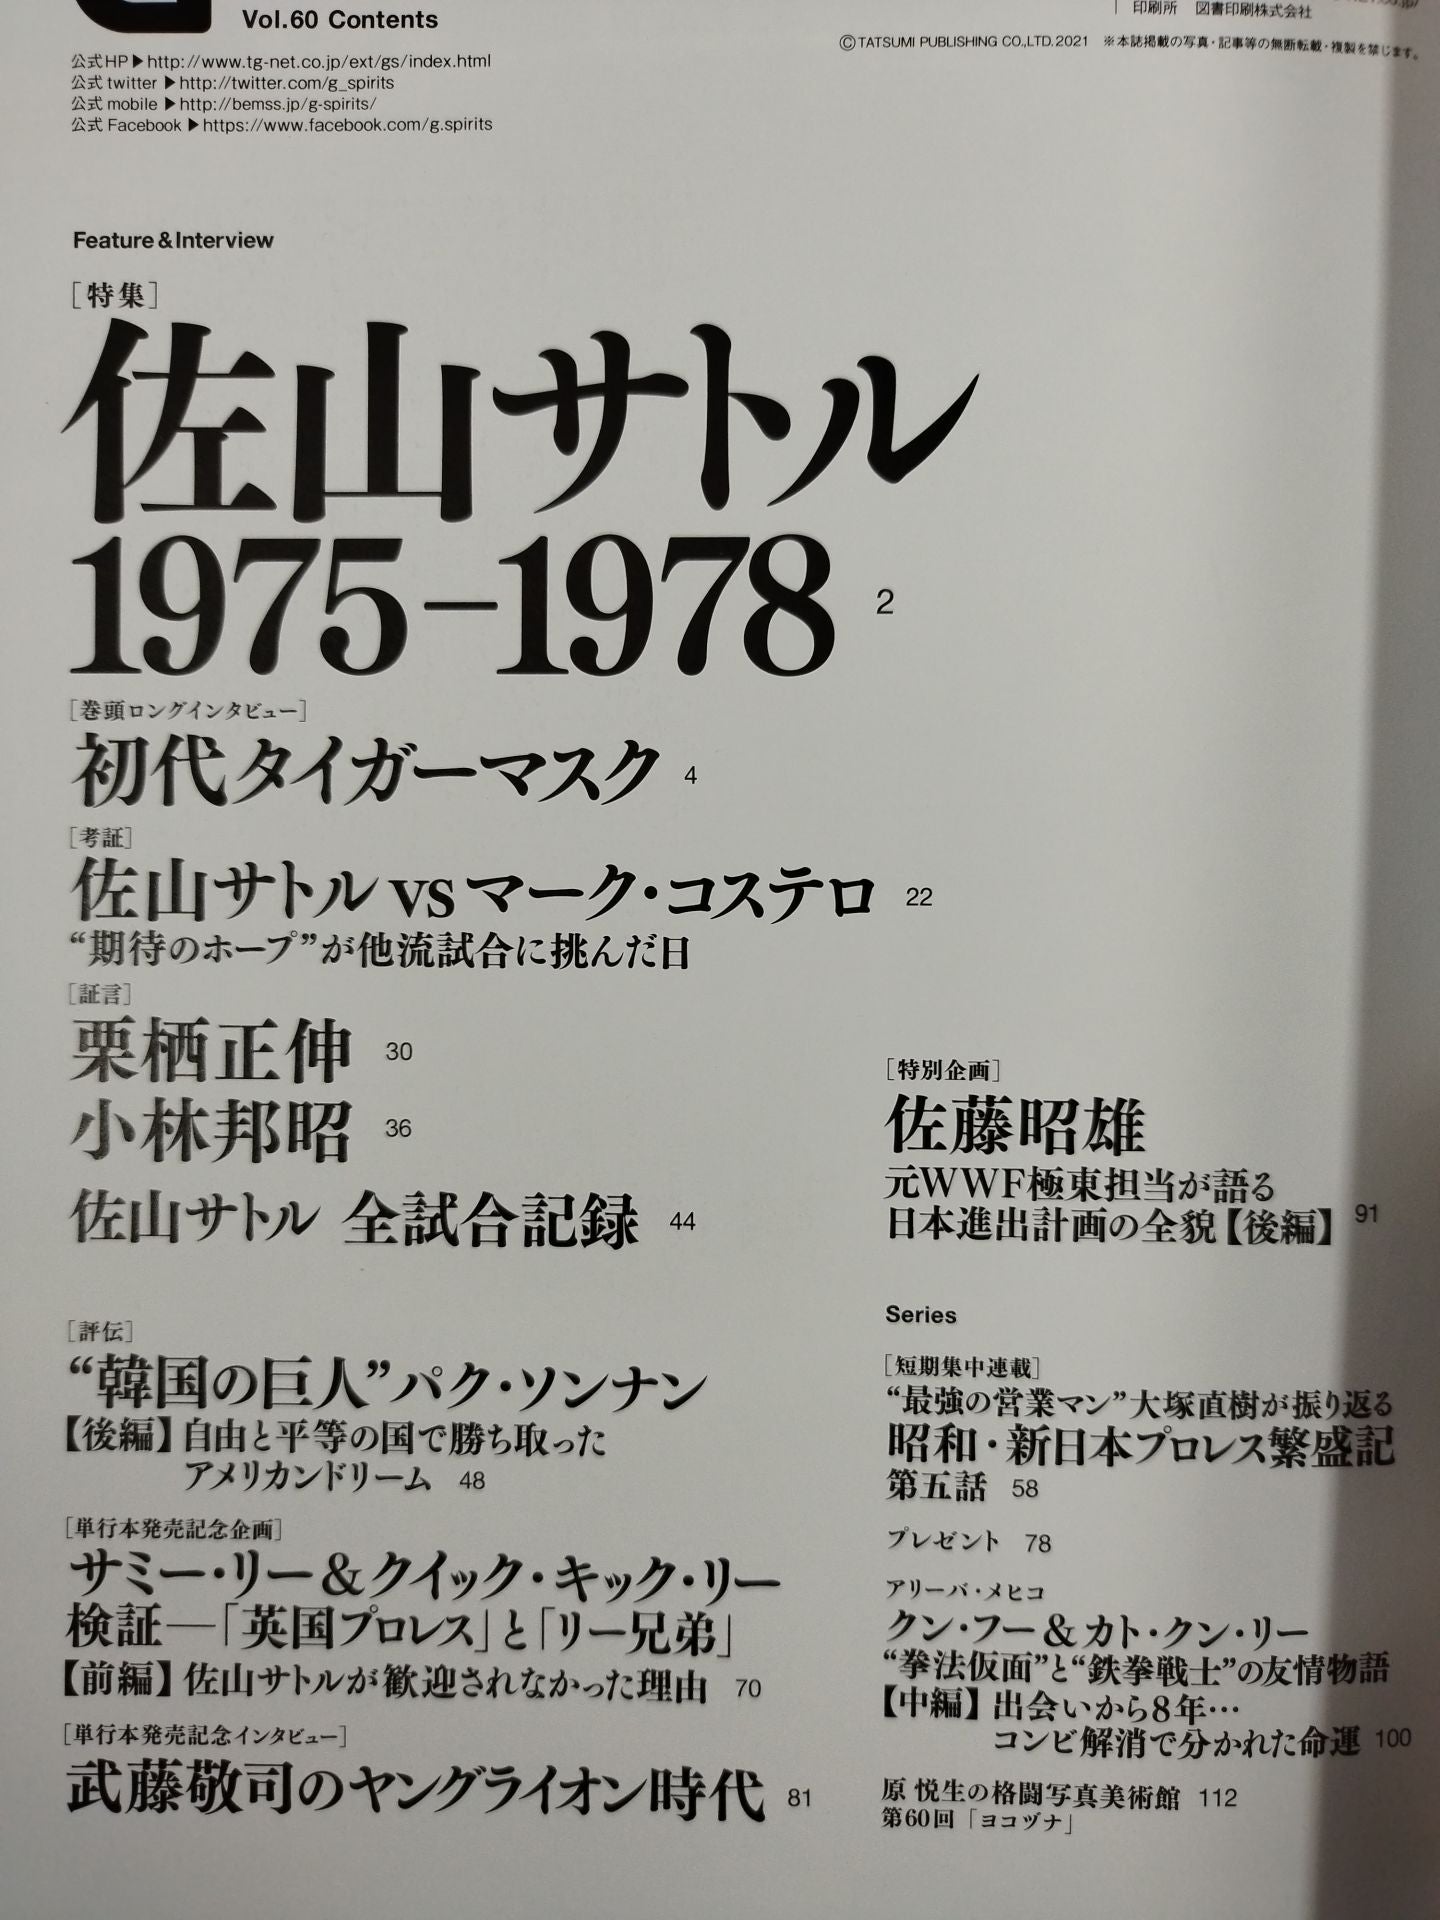 Vol.60 Contents
印刷所 図書印刷株式会社
©TATSUMI PUBLISHING CO.,LTD.2021 ※本誌掲載の写真・記事等の無断転載・複製を禁じます。
公式HP▶http://www.tg-net.co.jp/ext/gs/index.html
公式twitter▶http://twitter.com/g_spirits
公式mobile▶http://bemss.jp/g-spirits/
公式Facebook▶https://www.facebook.com/g.spirits
Feature&Interview
[特集]
佐山サトル
1975-1978 2
[巻頭ロングインタビュー]
初代タイガーマスク 4
[考証]
佐山サトルvsマーク・コステロ 22
“期待のホープ”が他流試合に挑んだ日
[証言]
栗栖正伸 30
小林邦昭 36
佐山サトル 全試合記録 44
[評伝]
“韓国の巨人”パク・ソンナン
【後編】自由と平等の国で勝ち取った
アメリカンドリーム 48
[単行本発売記念企画]
サミー・リー&クイック・キック・リー
検証―「英国プロレス」と「リー兄弟」
【前編】佐山サトルが歓迎されなかった理由 70
[単行本発売記念インタビュー]
武藤敬司のヤングライオン時代 81
[特別企画]
佐藤昭雄
元WWF極東担当が語る
日本進出計画の全貌【後編】 91
Series
[短期集中連載]
“最強の営業マン”大塚直樹が振り返る
昭和・新日本プロレス繁盛記
第五話 58
プレゼント 78
アリーバ・メヒコ
クン・フー&カト・クン・リー
“拳法仮面”と“鉄拳戦士”の友情物語
【中編】出会いから8年…
コンビ解消で分かれた命運 100
原 悦生の格闘写真美術館 112
第60回「ヨコヅナ」